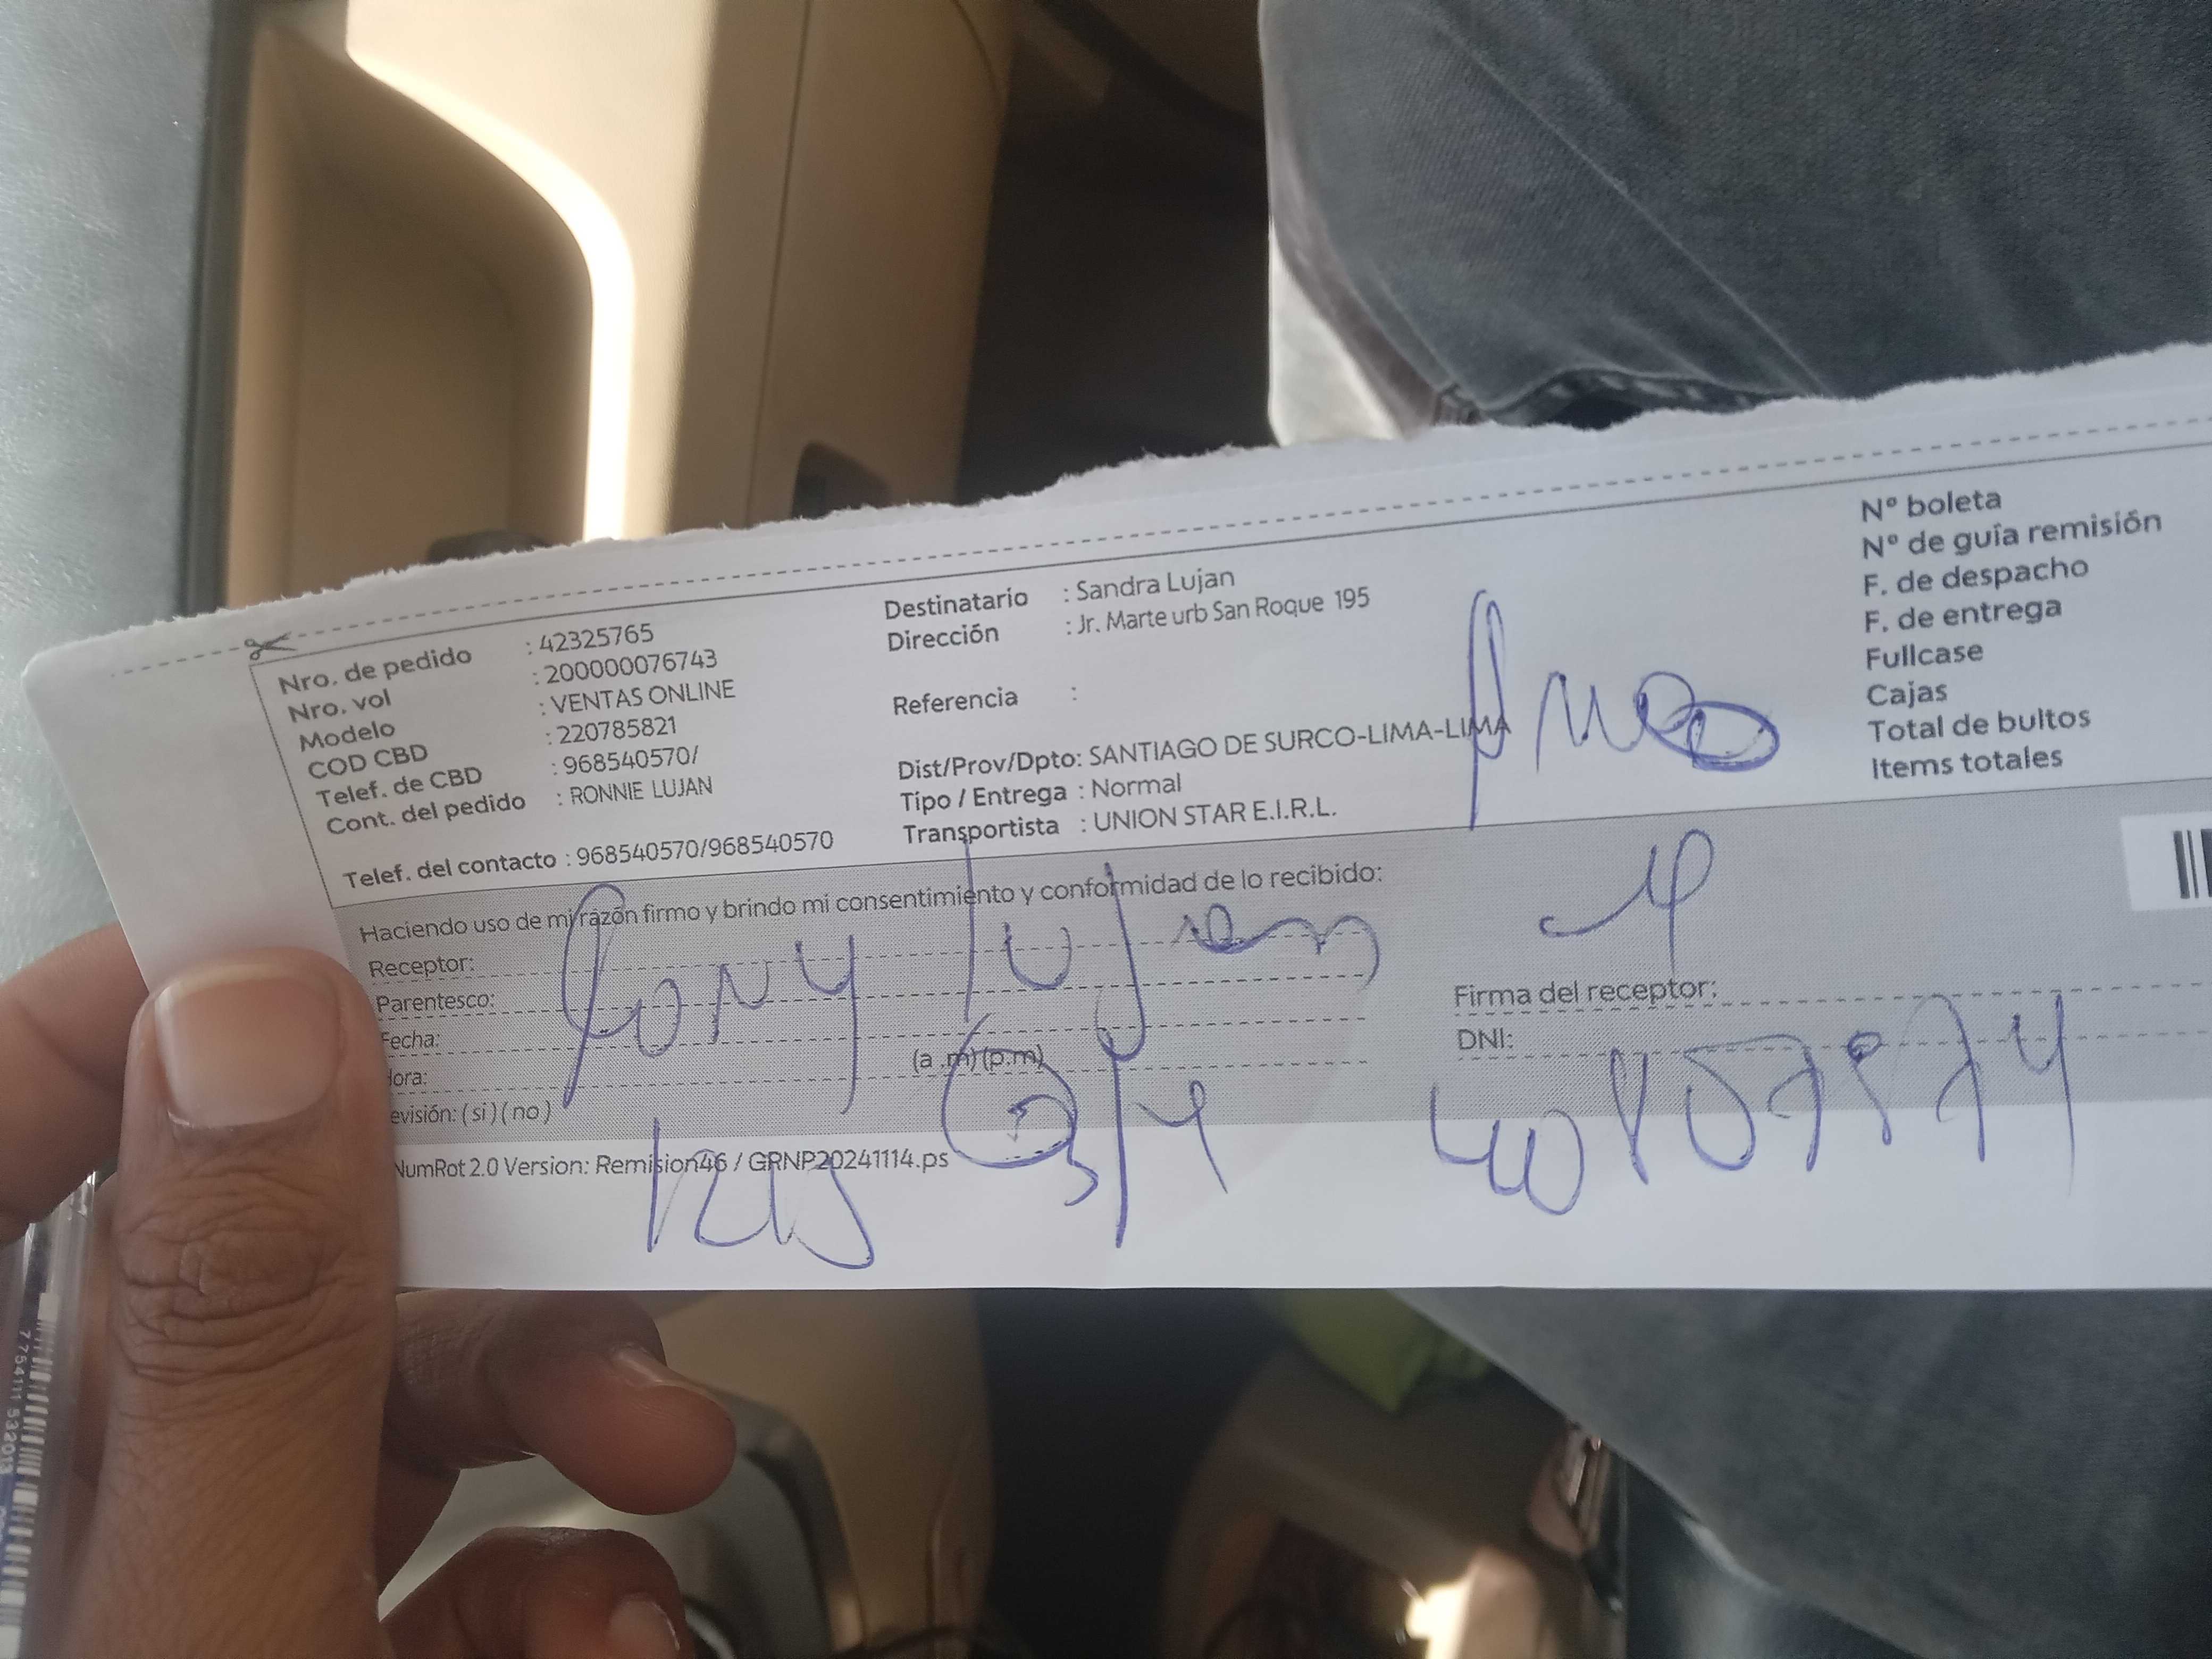 Nro. de pedido : 42325765
Nro. vol : 200000076743
Modelo : VENTAS ONLINE
COD CBD : 220785821
Telef. de CBD : 968540570/
Cont. del pedido : RONNIE LUJAN
Telef. del contacto : 968540570/968540570
Destinatario : Sandra Lujan
Dirección : Jr. Marte urb San Roque 195
Referencia :
Dist/Prov/Dpto: SANTIAGO DE SURCO-LIMA-LIMA
Tipo / Entrega : Normal
Transportista : UNION STAR E.I.R.L.
Nº boleta
Nº de guía remisión
F. de despacho
F. de entrega
Fullcase
Cajas
Total de bultos
Items totales
Haciendo uso de mi razón firmo y brindo mi consentimiento y conformidad de lo recibido:
Receptor:
Parentesco:
Fecha:
ora:
(a .m) (p.m)
evisión: ( si ) ( no )
Firma del receptor:
DNI:
lujan
NumRot 2.0 Version: Remision46 / GRNP20241114.ps